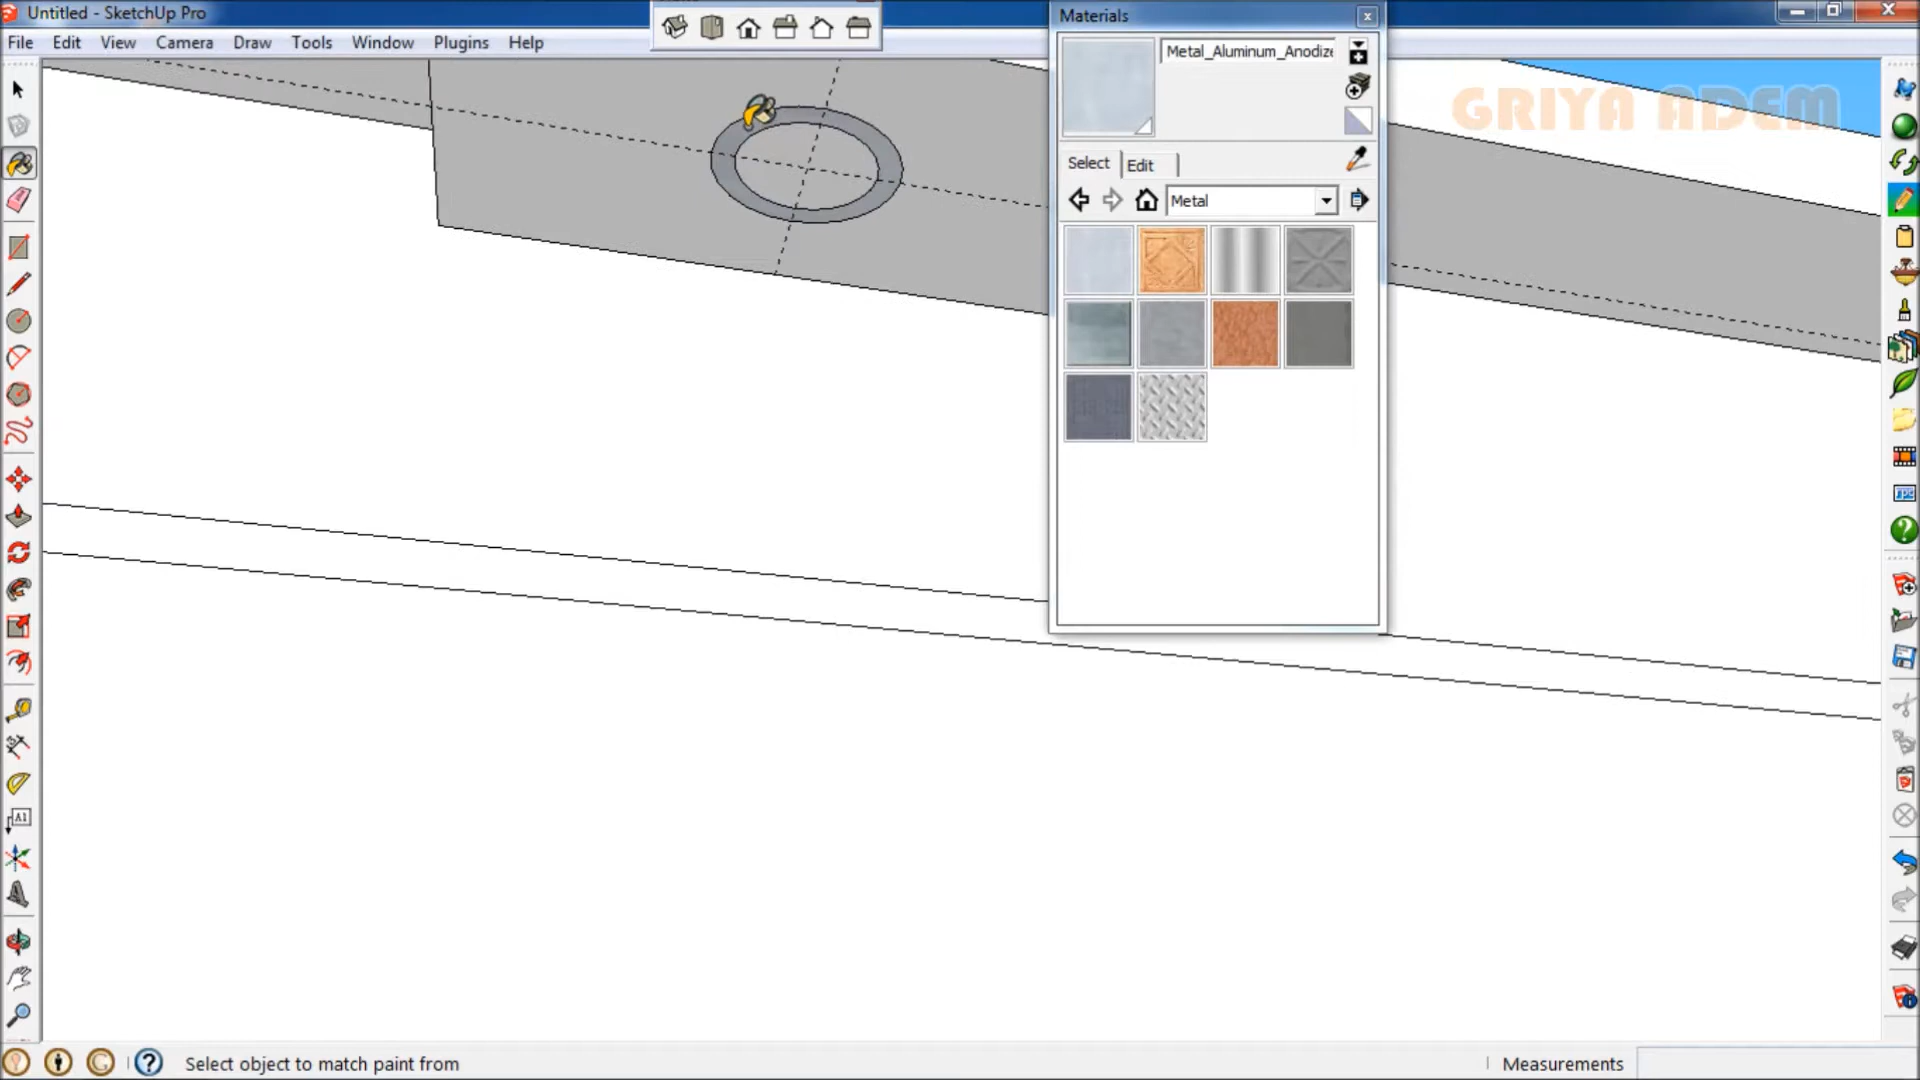 Untitled - SketchUp Pro
File Edit View Camera Draw Tools Window Plugins Help
Materials
Metal_Aluminum_Anodize
Select Edit
Metal
GRIYA ADEM
A1
Select object to match paint from
Measurements